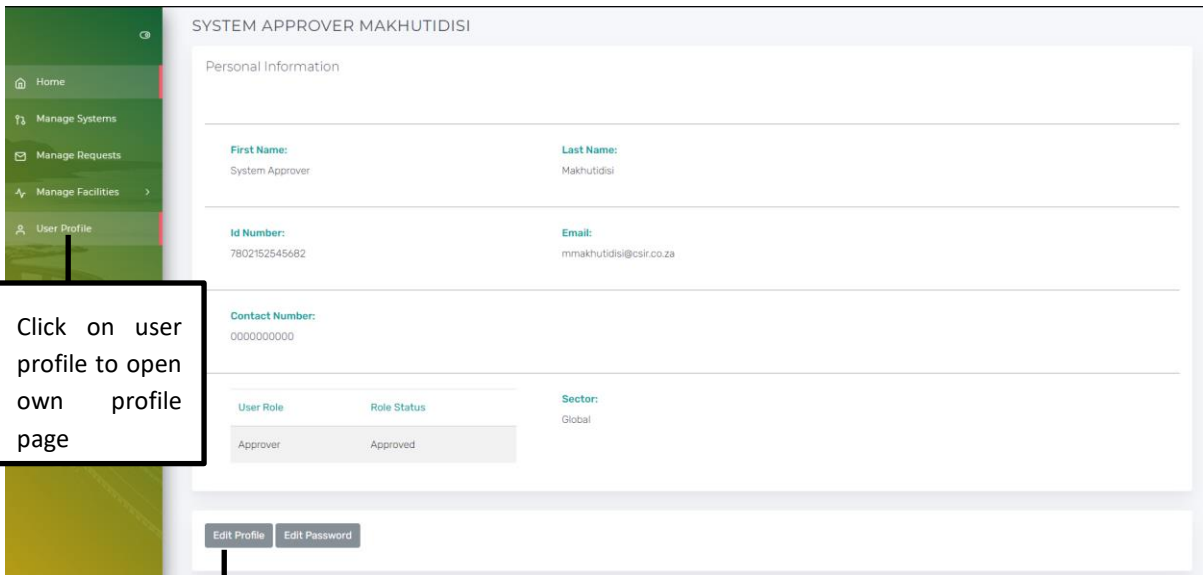 SYSTEM APPROVER MAKHUTIDISI
Home
Manage Systems
Manage Requests
Manage Facilities
User Profile
Click on user
profile to open
own profile
page
Personal Information
First Name:
System Approver
Last Name:
Makhutidisi
Id Number:
7802152545682
Email:
mmakhutidisi@csir.co.za
Contact Number:
0000000000
User Role Role Status
Approver Approved
Sector:
Global
Edit Profile Edit Password